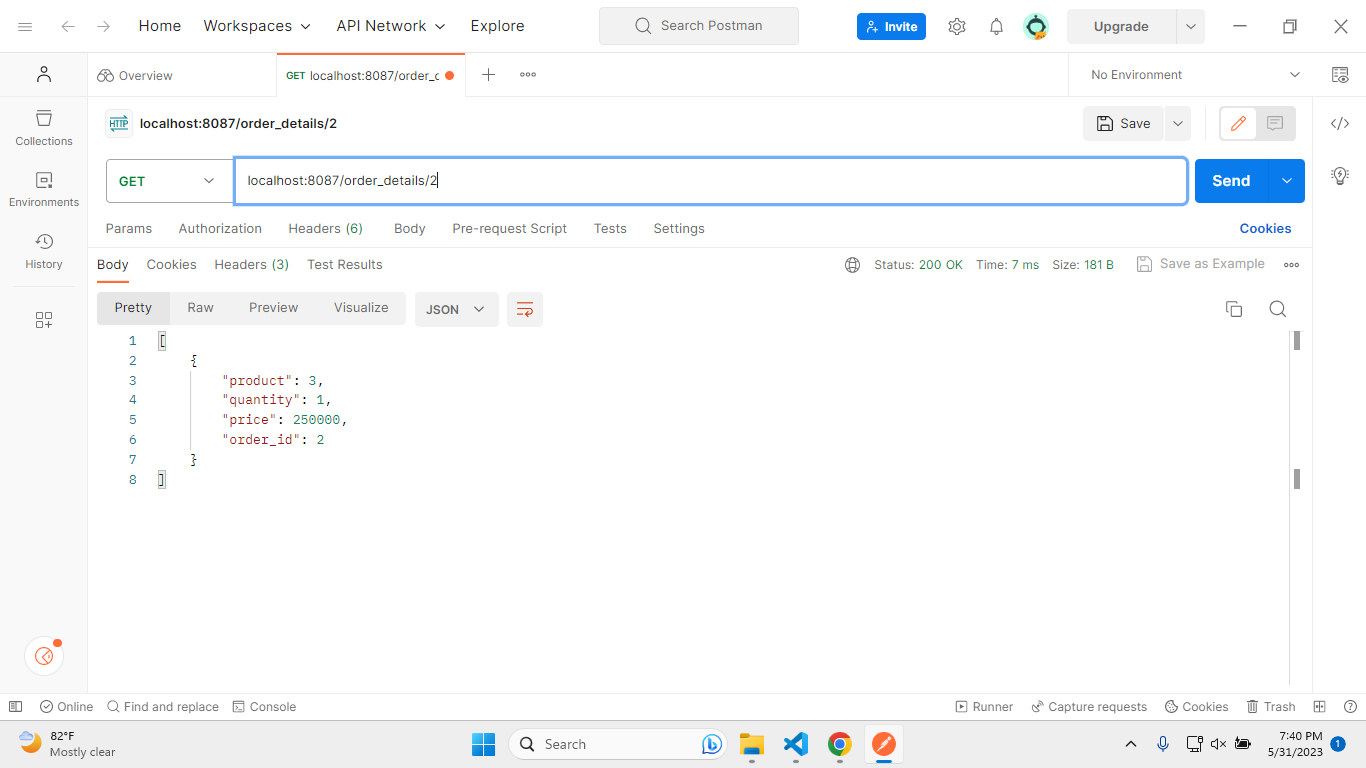 Home Workspaces API Network Explore Search Postman Invite Upgrade
Overview GET localhost:8087/order_c No Environment
HTTP localhost:8087/order_details/2 Save
Collections
GET localhost:8087/order_details/2 Send
Environments
Params Authorization Headers (6) Body Pre-request Script Tests Settings Cookies
History
Body Cookies Headers (3) Test Results Status: 200 OK Time: 7 ms Size: 181 B Save as Example
Pretty Raw Preview Visualize JSON
1 [
2 {
3 "product": 3,
4 "quantity": 1,
5 "price": 250000,
6 "order_id": 2
7 }
8 ]
Online Find and replace Console Runner Capture requests Cookies Trash
82°F
Mostly clear
Search
7:40 PM
5/31/2023
1